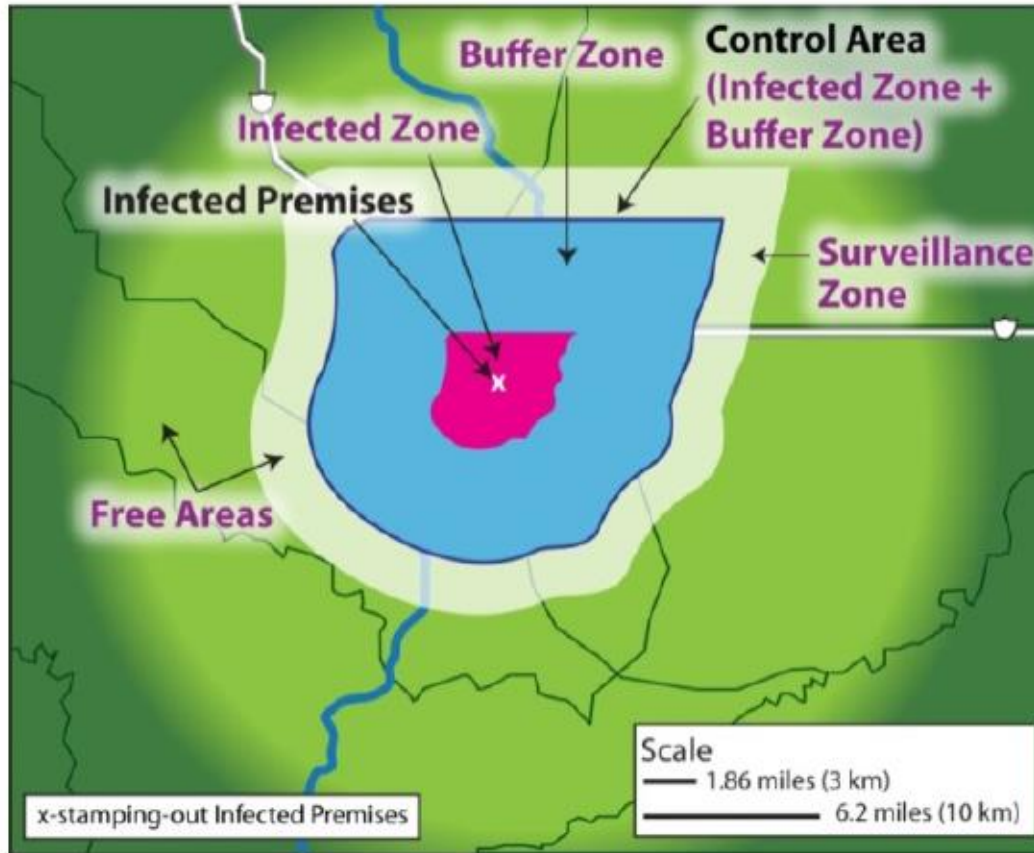 Buffer Zone
Control Area
(Infected Zone +
Buffer Zone)
Infected Zone
Infected Premises
Surveillance
Zone
Free Areas
Scale
1.86 miles (3 km)
6.2 miles (10 km)
x-stamping-out Infected Premises
x